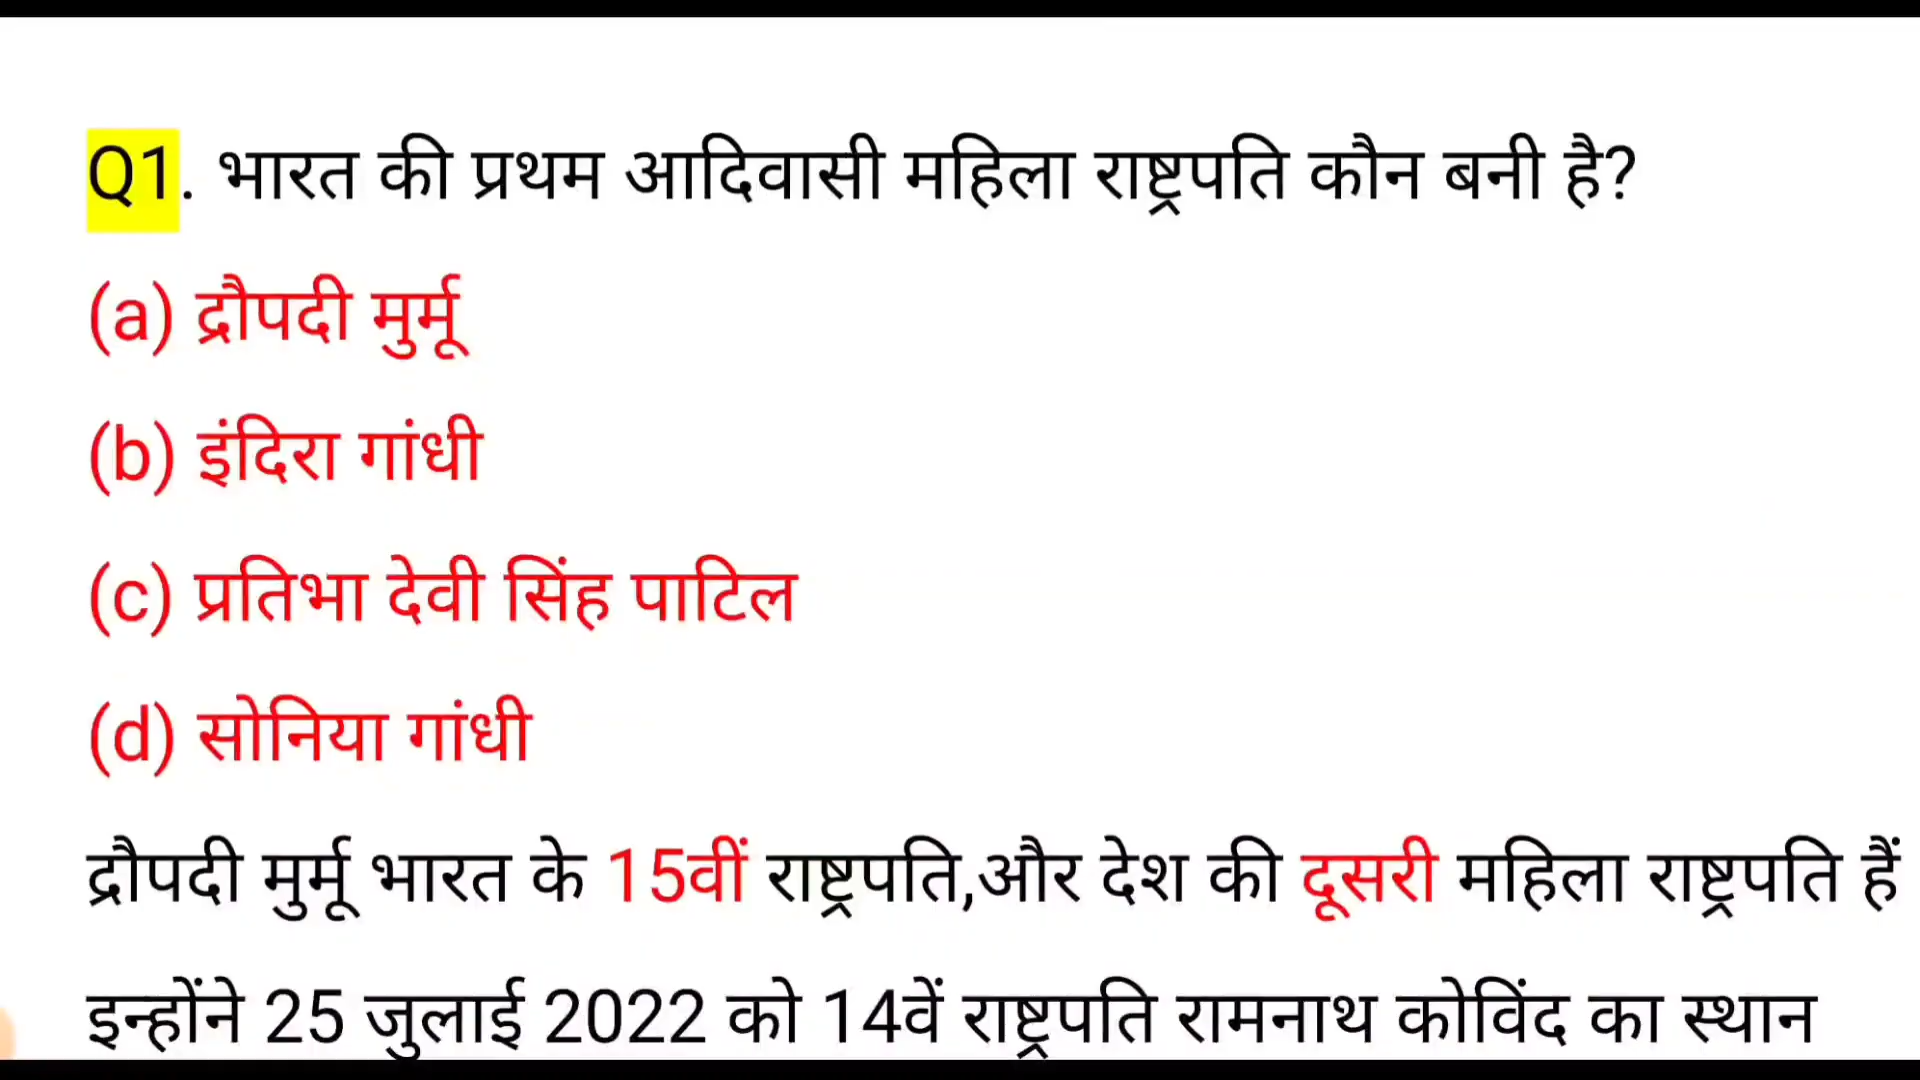 Q1. भारत की प्रथम आदिवासी महिला राष्ट्रपति कौन बनी है?
(a) द्रौपदी मुर्मू
(b) इंदिरा गांधी
(c) प्रतिभा देवी सिंह पाटिल
(d) सोनिया गांधी
द्रौपदी मुर्मू भारत के 15वीं राष्ट्रपति,और देश की दूसरी महिला राष्ट्रपति हैं
इन्होंने 25 जुलाई 2022 को 14वें राष्ट्रपति रामनाथ कोविंद का स्थान